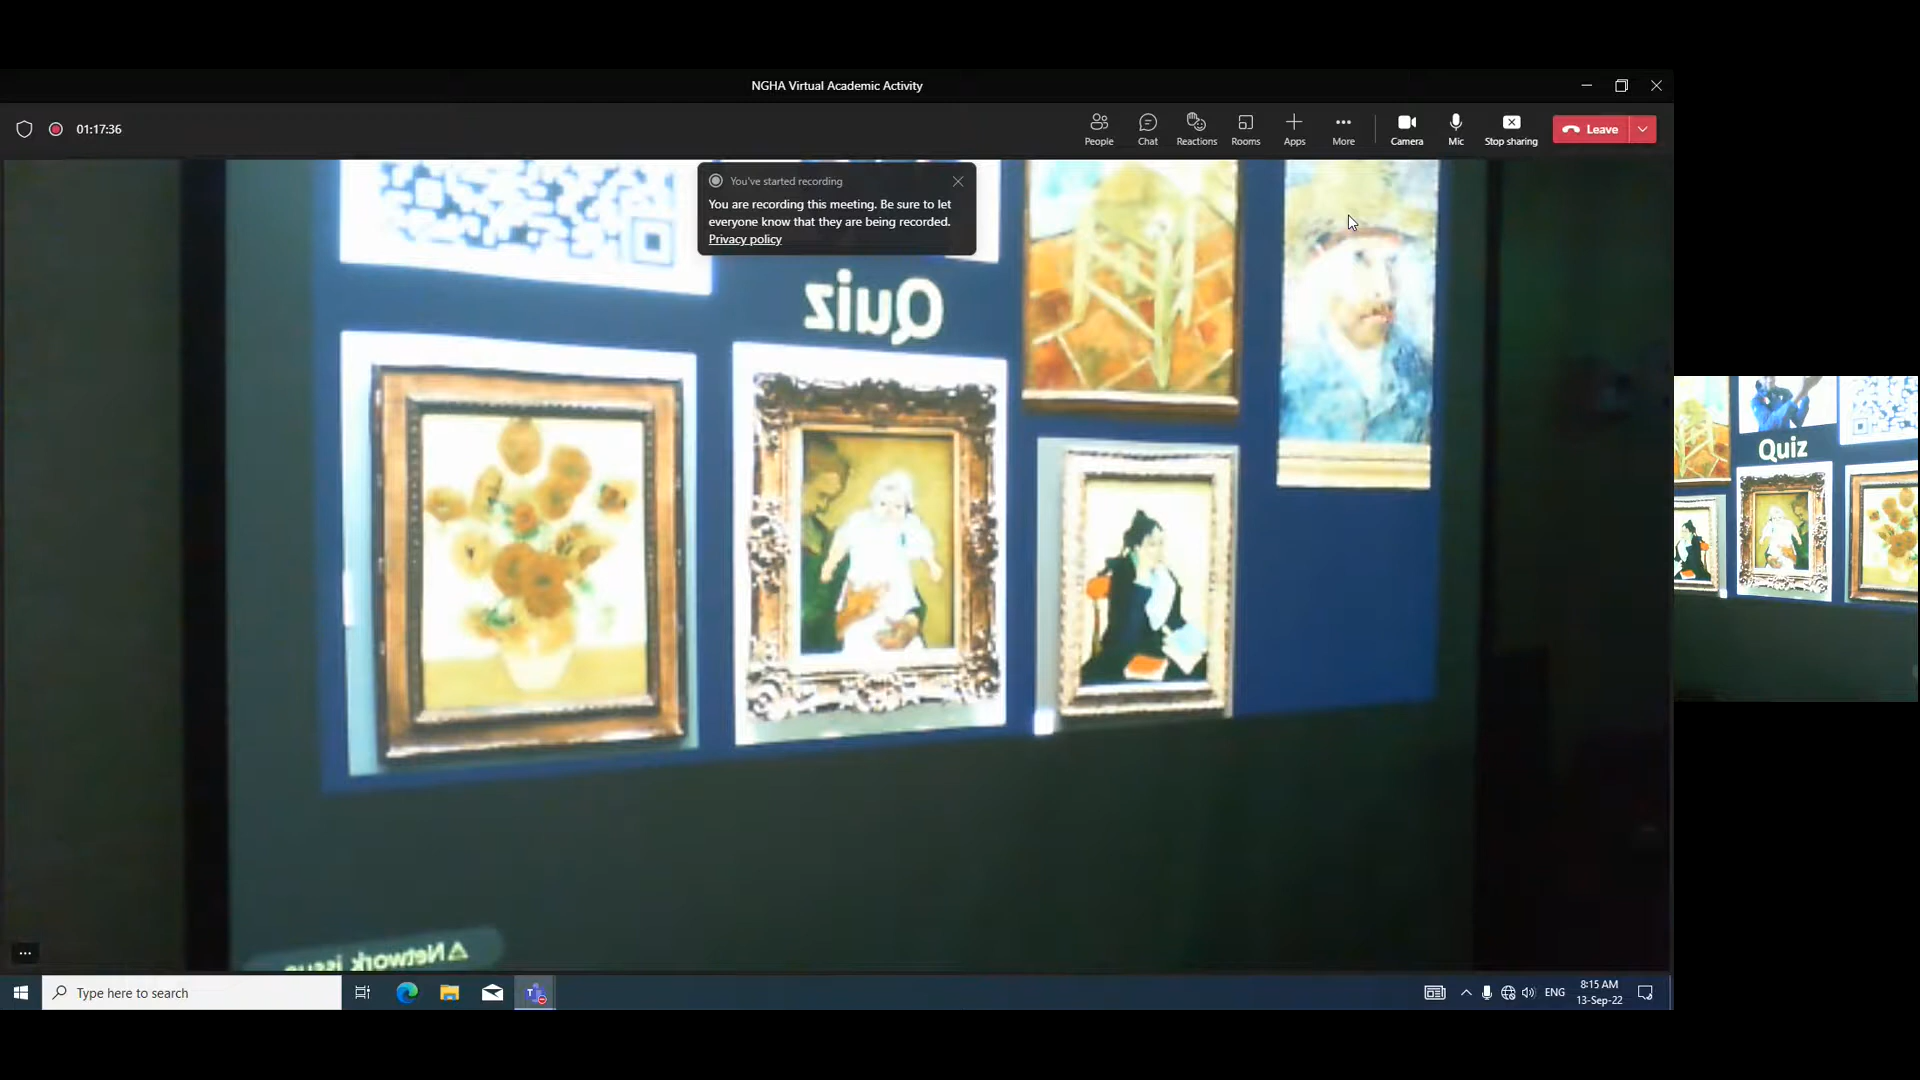 NGHA Virtual Academic Activity
01:17:36
People
Chat
Reactions
Rooms
Apps
More
Camera
Mic
Stop sharing
Leave
You've started recording
You are recording this meeting. Be sure to let
everyone know that they are being recorded.
Privacy policy
Quiz
Quiz
Network issue
Type here to search
ENG
8:15 AM
13-Sep-22